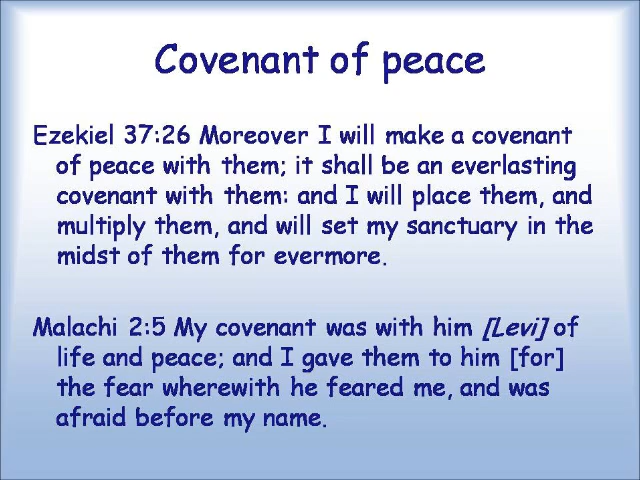 Covenant of peace
Ezekiel 37:26 Moreover I will make a covenant
of peace with them; it shall be an everlasting
covenant with them: and I will place them, and
multiply them, and will set my sanctuary in the
midst of them for evermore.
Malachi 2:5 My covenant was with him [Levi] of
life and peace; and I gave them to him [for]
the fear wherewith he feared me, and was
afraid before my name.